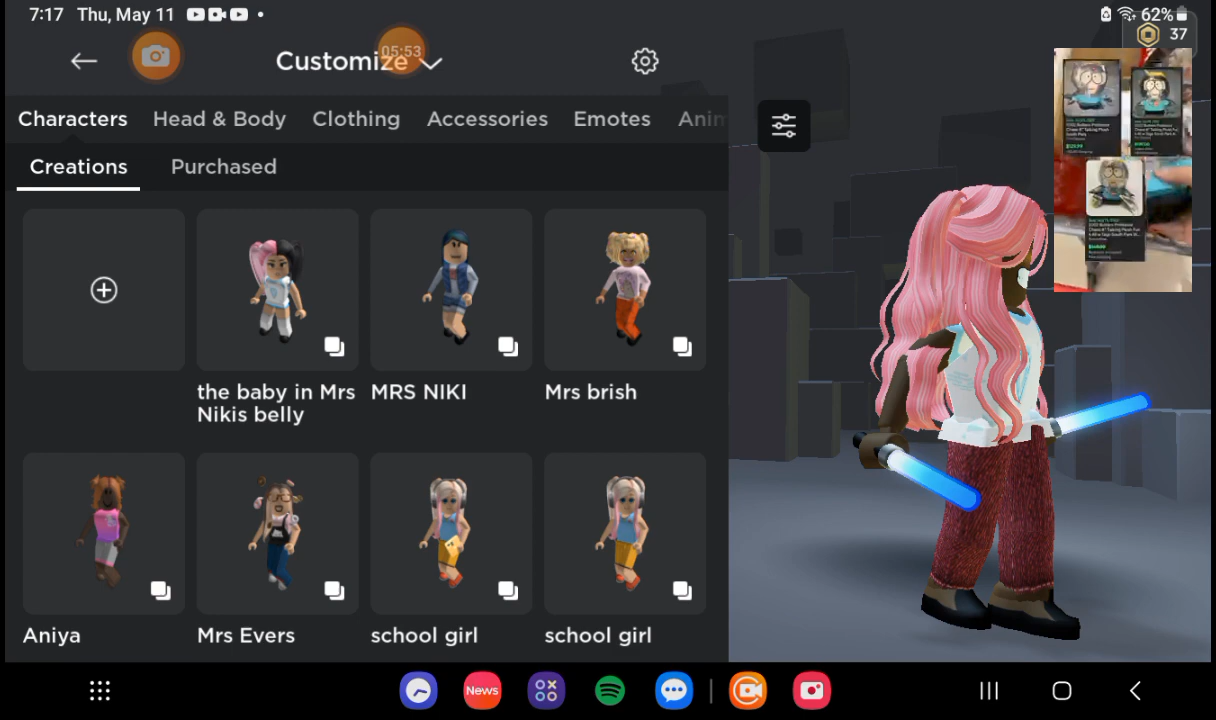 7:17 Thu, May 11
62%
37
Customize
05:53
Characters Head & Body Clothing Accessories Emotes Anim
Creations Purchased
the baby in Mrs Nikis belly
MRS NIKI
Mrs brish
Aniya
Mrs Evers
school girl
school girl
News